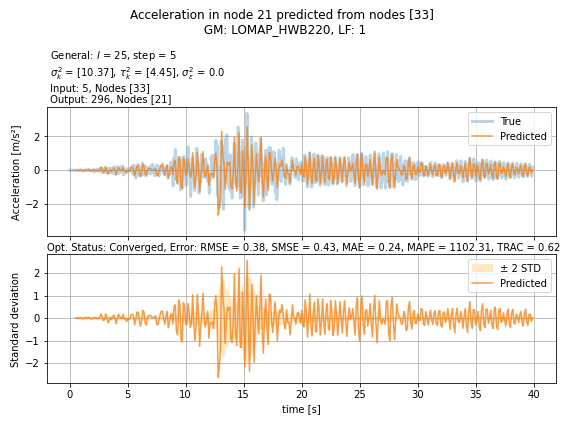 Acceleration in node 21 predicted from nodes [33]
GM: LOMAP_HWB220, LF: 1
General: l = 25, step = 5
σ²ₖ = [10.37], τ²ₖ = [4.45], σ²ε = 0.0
Input: 5, Nodes [33]
Output: 296, Nodes [21]
Acceleration [m/s²]
2
0
−2
True
Predicted
Opt. Status: Converged, Error: RMSE = 0.38, SMSE = 0.43, MAE = 0.24, MAPE = 1102.31, TRAC = 0.62
Standard deviation
2
1
0
−1
−2
± 2 STD
Predicted
0 5 10 15 20 25 30 35 40
time [s]